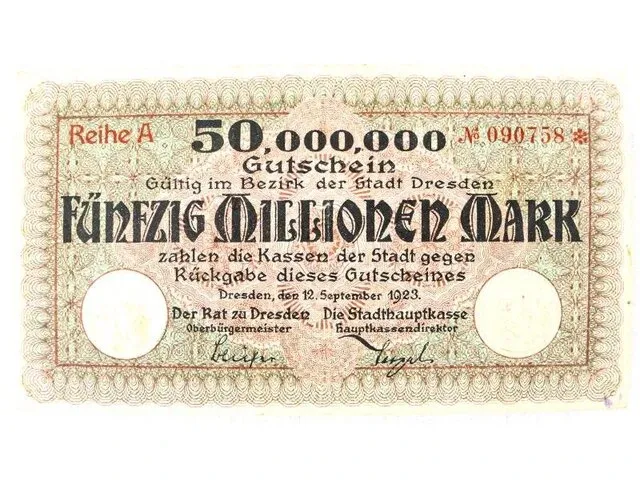 Reihe A 50,000,000 № 090758 *
Gutschein
Gültig im Bezirk der Stadt Dresden
FÜNFZIG MILLIONEN MARK
zahlen die Kassen der Stadt gegen
Rückgabe dieses Gutscheines
Dresden, den 12. September 1923.
Der Rat zu Dresden Die Stadthauptkasse
Oberbürgermeister Hauptkassendirektor